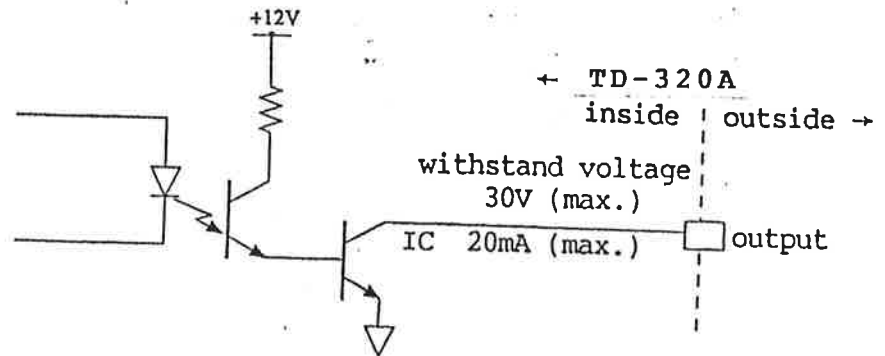 +12V
← TD-320A
inside outside →
withstand voltage
30V (max.)
IC 20mA (max.)
output